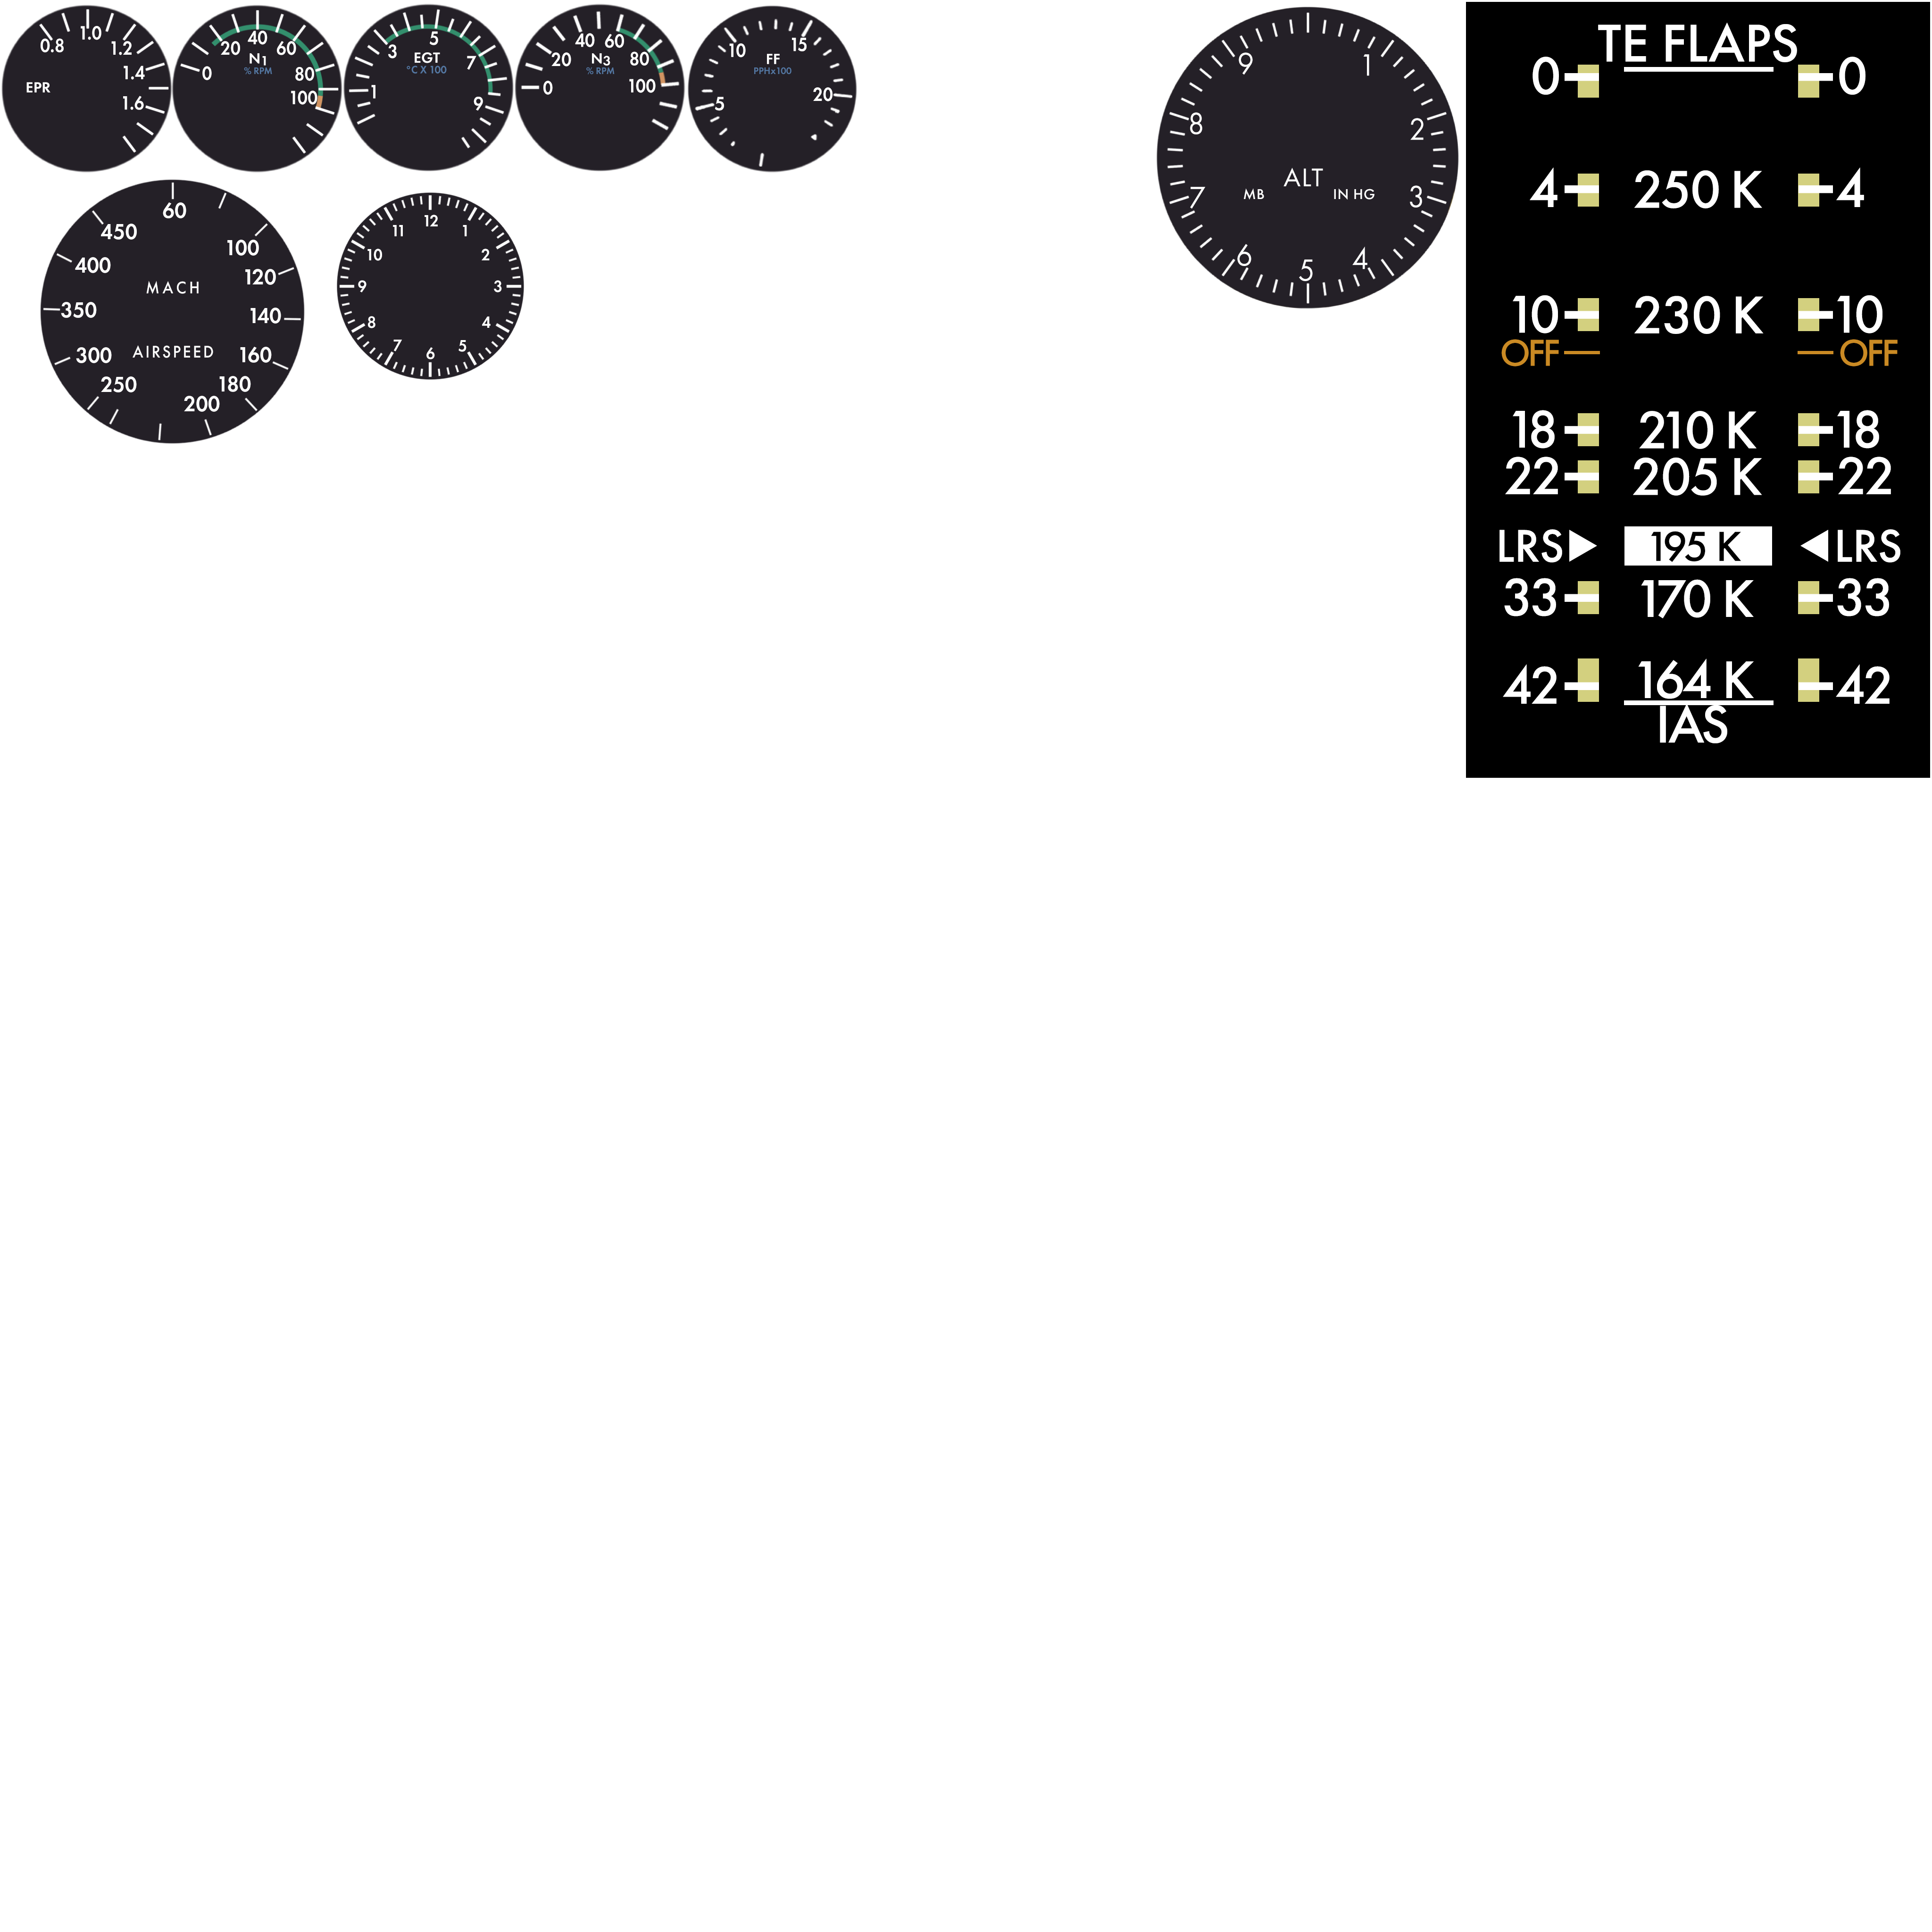 0.8 1.0 1.2 1.4 1.6
EPR
0 20 40 60 80 100
N1
% RPM
1 3 5 7 9
EGT
°C X 100
0 20 40 60 80 100
N3
% RPM
5 10 15 20
FF
PPHx100
60
100
120
140
160
180
200
250
300
350
400
450
MACH
AIRSPEED
12
1
2
3
4
5
6
7
8
9
10
11
1
2
3
4
5
6
7
8
9
ALT
MB IN HG
TE FLAPS
0 0
4 250 K 4
10 230 K 10
OFF OFF
18 210 K 18
22 205 K 22
LRS 195 K LRS
33 170 K 33
42 164 K 42
IAS